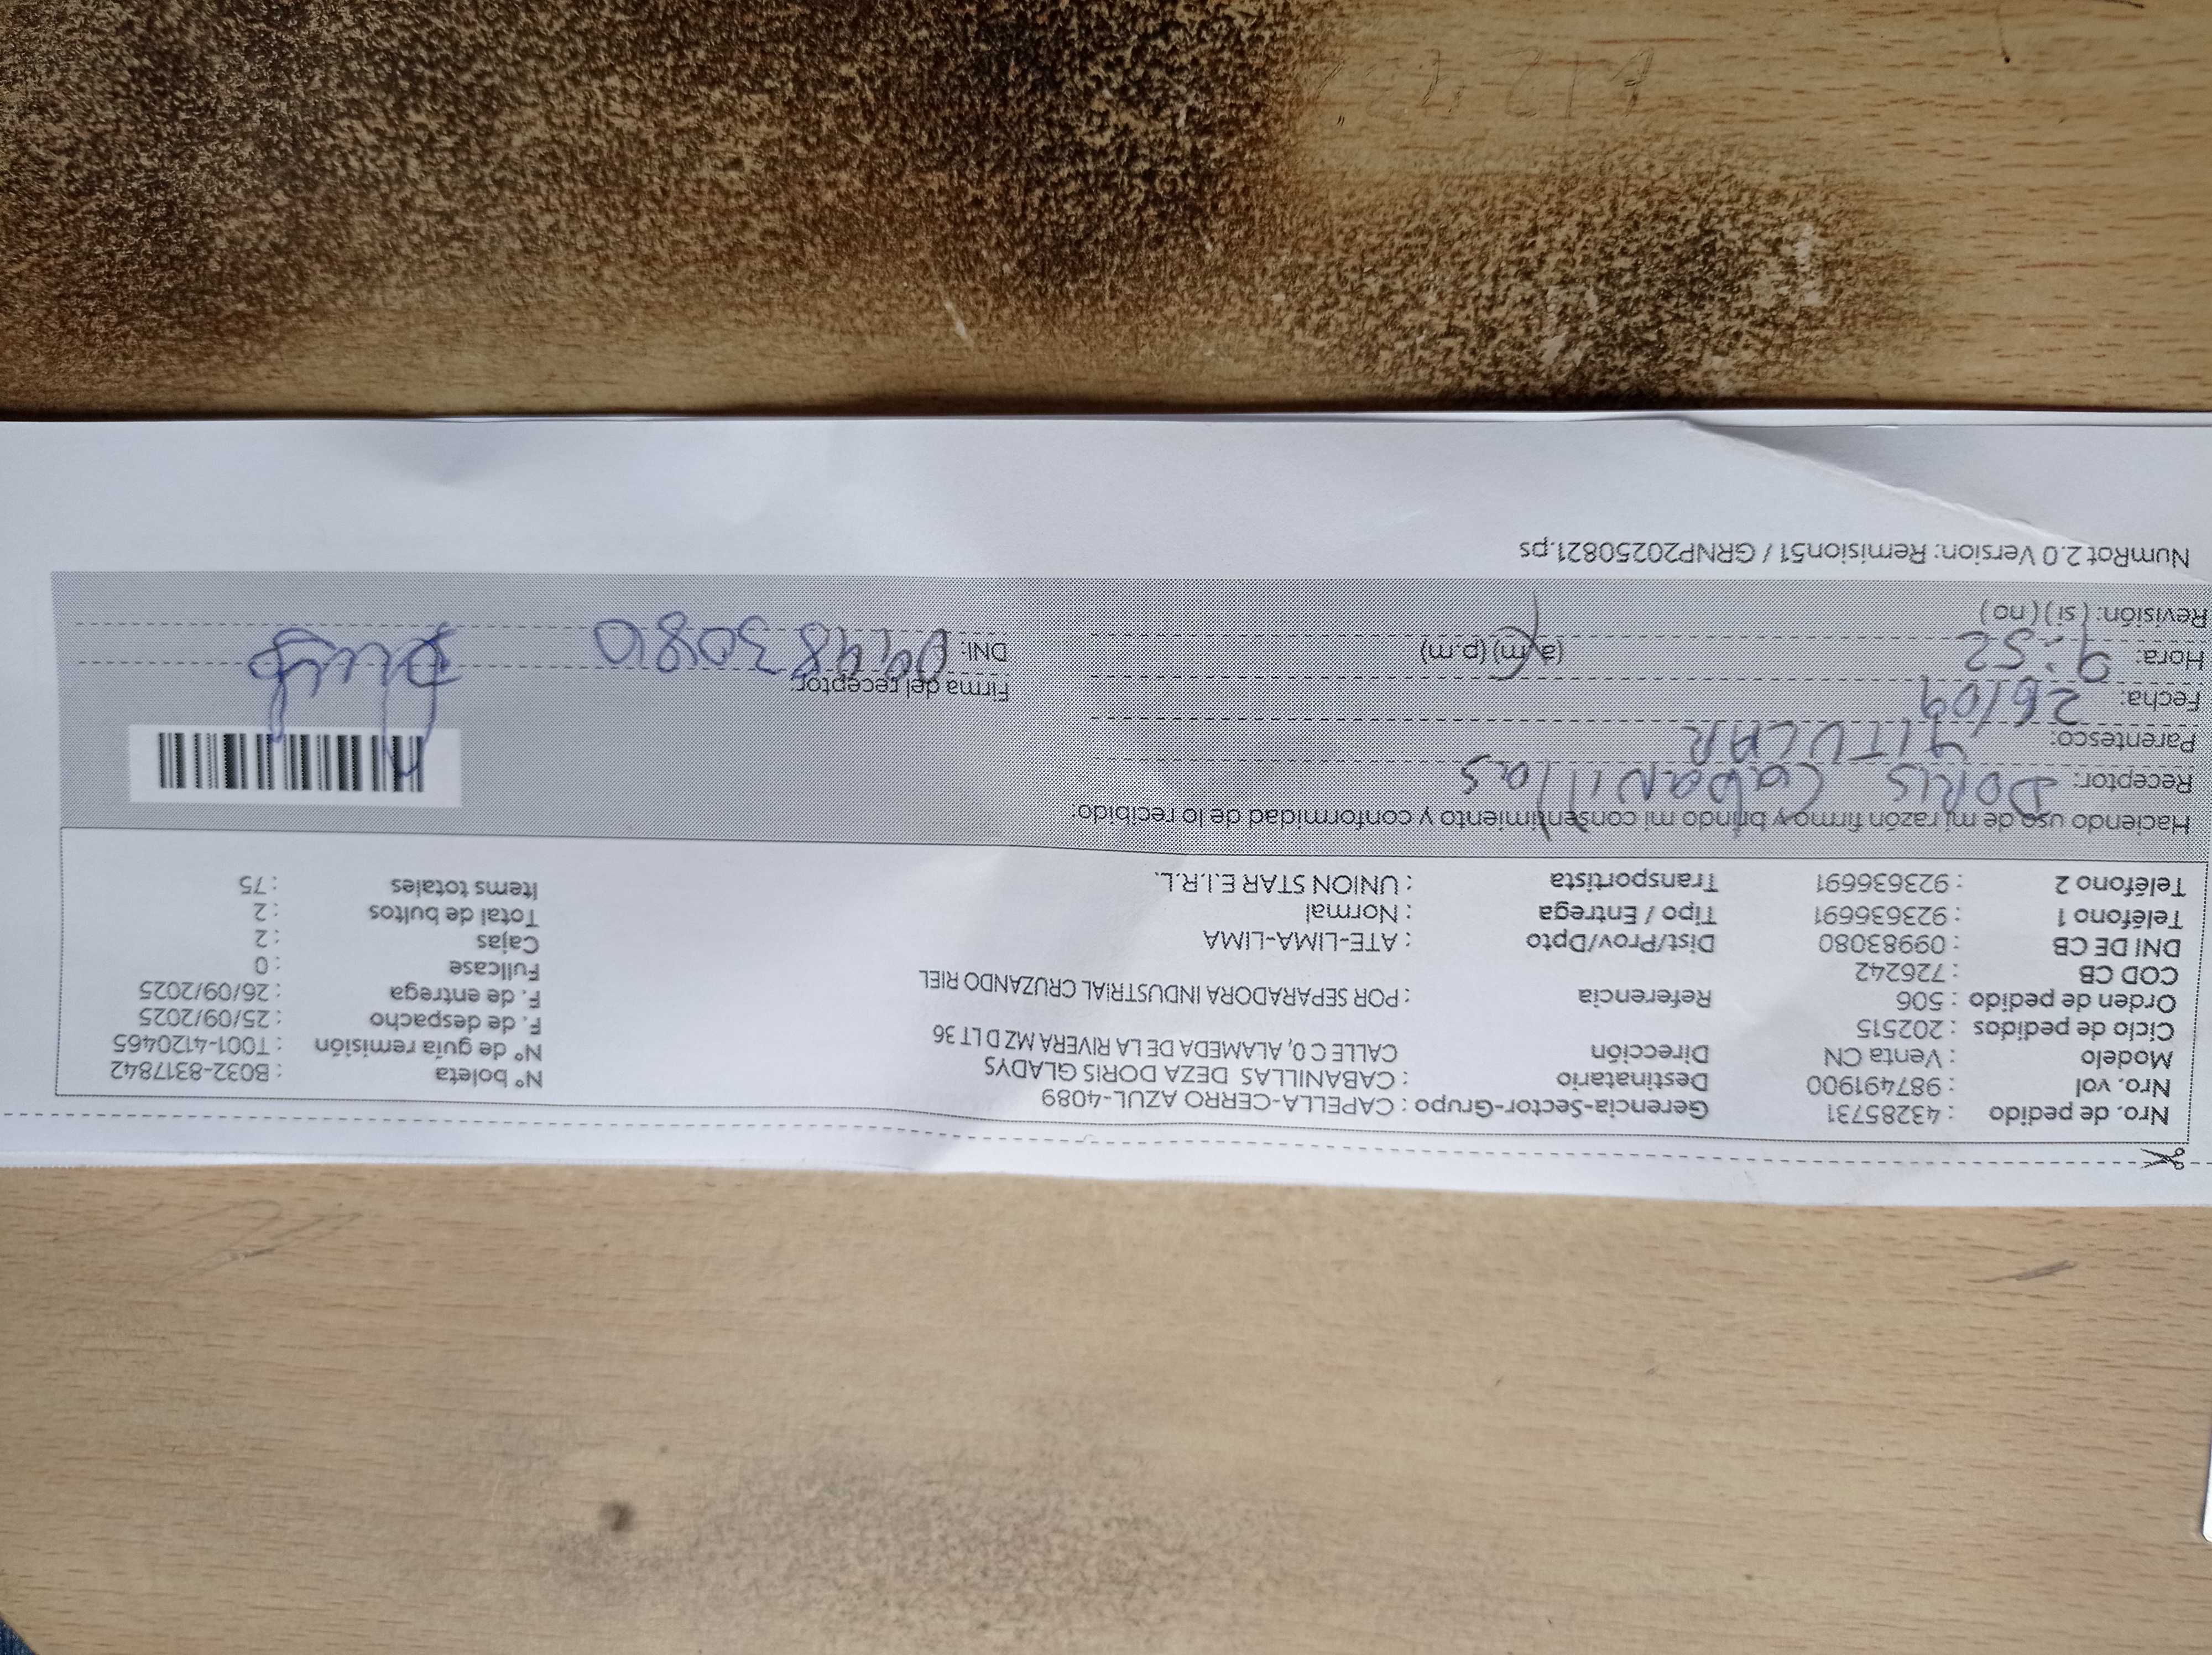 Nro. de pedido : 43285731 Gerencia-Sector-Grupo : CAPELLA-CERRO AZUL-4089 Nº boleta : B032-8317842
Nro. vol : 987491900 Destinatario : CABANILLAS DEZA DORIS GLADYS Nº de guía remisión : T001-4120465
Modelo : Venta CN Dirección CALLE C 0, ALAMEDA DE LA RIVERA MZ D LT 36 F. de despacho : 25/09/2025
Ciclo de pedidos : 202515 F. de entrega : 26/09/2025
Orden de pedido : 506 Referencia : POR SEPARADORA INDUSTRIAL CRUZANDO RIEL Fullcase : 0
COD CB : 726242 Cajas : 2
DNI DE CB : 09983080 Dist/Prov/Dpto : ATE-LIMA-LIMA Total de bultos : 2
Teléfono 1 : 923636691 Tipo / Entrega : Normal Items totales : 75
Teléfono 2 : 923636691 Transportista : UNION STAR E.I.R.L.
Haciendo uso de mi razón firmo y brindo mi consentimiento y conformidad de lo recibido:
Receptor: DORIS Cabanillas
Parentesco: TITULAR
Fecha: 26/09 Firma del receptor:
Hora: 9:52 (a.m) (p.m) DNI: 09983080
Revisión: (si) (no)
NumRot 2.0 Version: Remision51 / GRNP20250821.ps